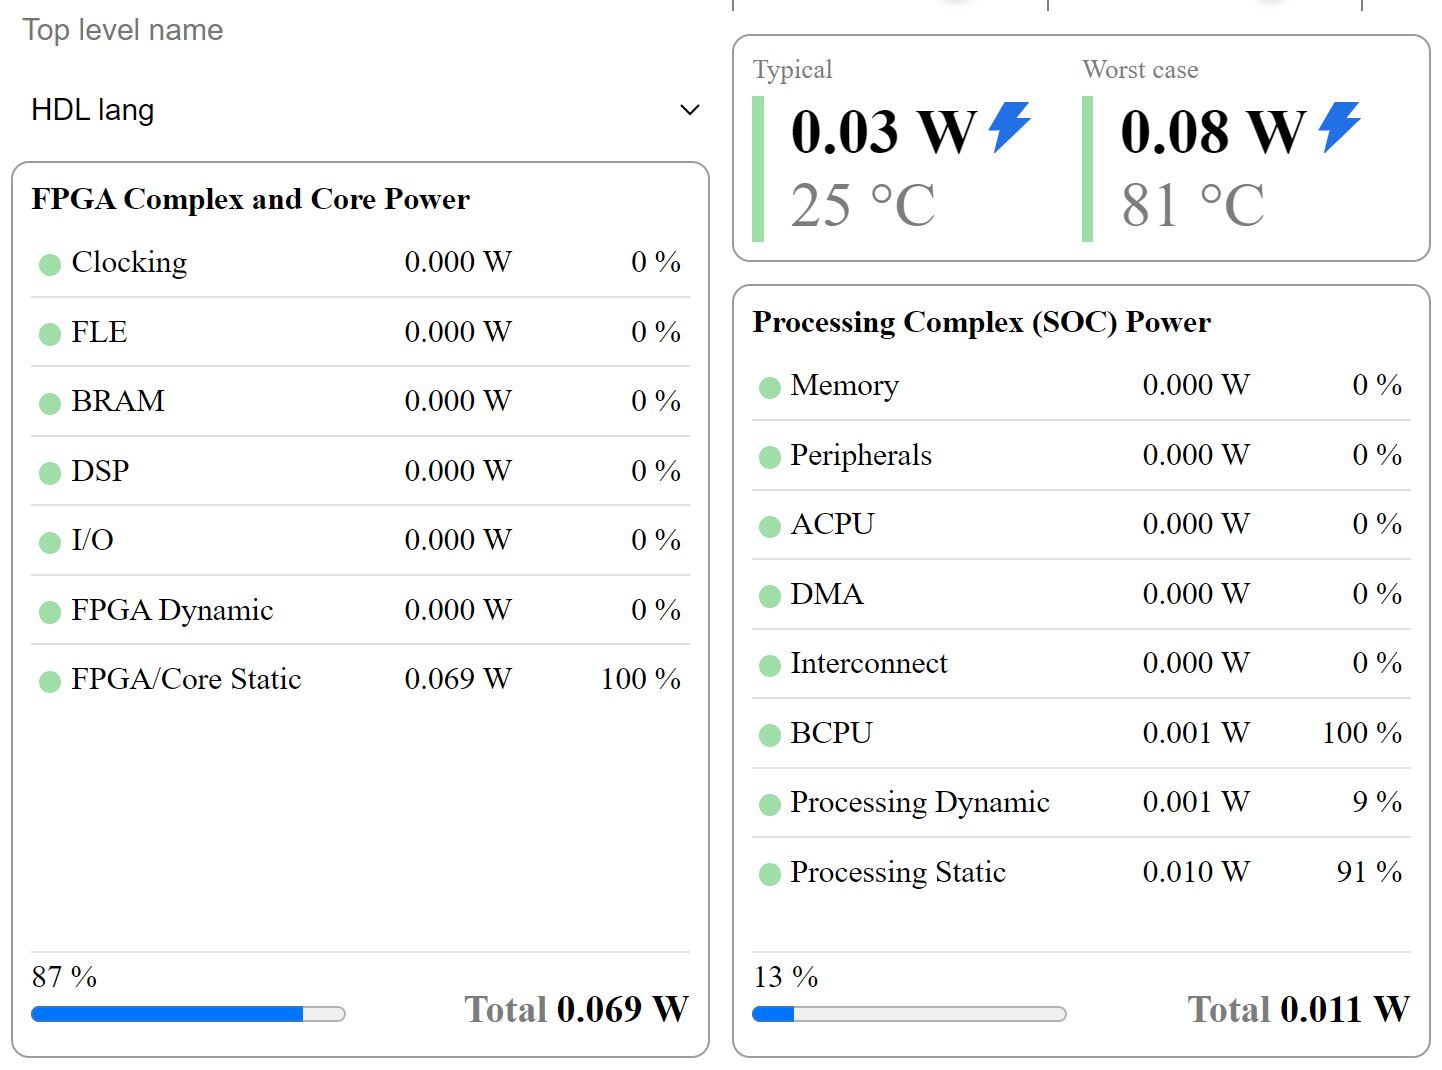 Top level name
HDL lang
FPGA Complex and Core Power
Clocking 0.000 W 0 %
FLE 0.000 W 0 %
BRAM 0.000 W 0 %
DSP 0.000 W 0 %
I/O 0.000 W 0 %
FPGA Dynamic 0.000 W 0 %
FPGA/Core Static 0.069 W 100 %
87 %
Total 0.069 W
Typical
0.03 W
25 °C
Worst case
0.08 W
81 °C
Processing Complex (SOC) Power
Memory 0.000 W 0 %
Peripherals 0.000 W 0 %
ACPU 0.000 W 0 %
DMA 0.000 W 0 %
Interconnect 0.000 W 0 %
BCPU 0.001 W 100 %
Processing Dynamic 0.001 W 9 %
Processing Static 0.010 W 91 %
13 %
Total 0.011 W